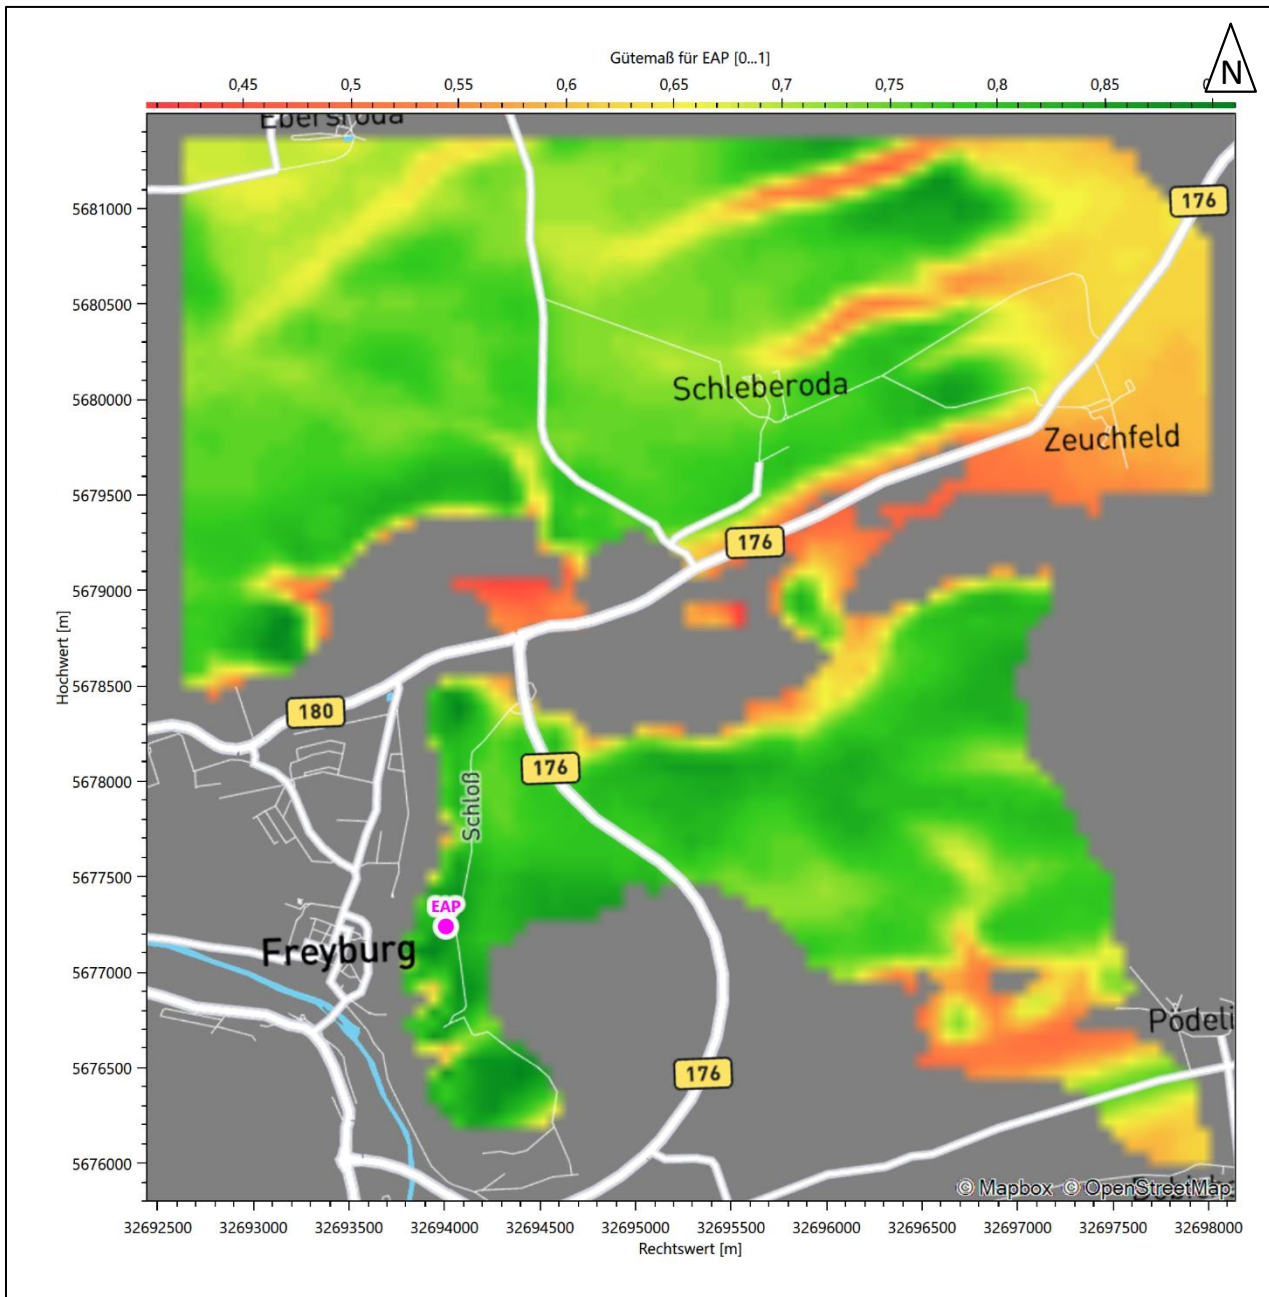 Gütemaß für EAP [0...1]
N
0,45 0,5 0,55 0,6 0,65 0,7 0,75 0,8 0,85
Ebersroda
5681000
176
5680500
Schleberoda
5680000
Zeuchfeld
5679500
176
5679000
Hochwert [m]
5678500
180
176
5678000
Schloß
5677500
EAP
Freyburg
5677000
Pödeli
5676500
176
5676000
© Mapbox © OpenStreetMap
32692500 32693000 32693500 32694000 32694500 32695000 32695500 32696000 32696500 32697000 32697500 32698000
Rechtswert [m]